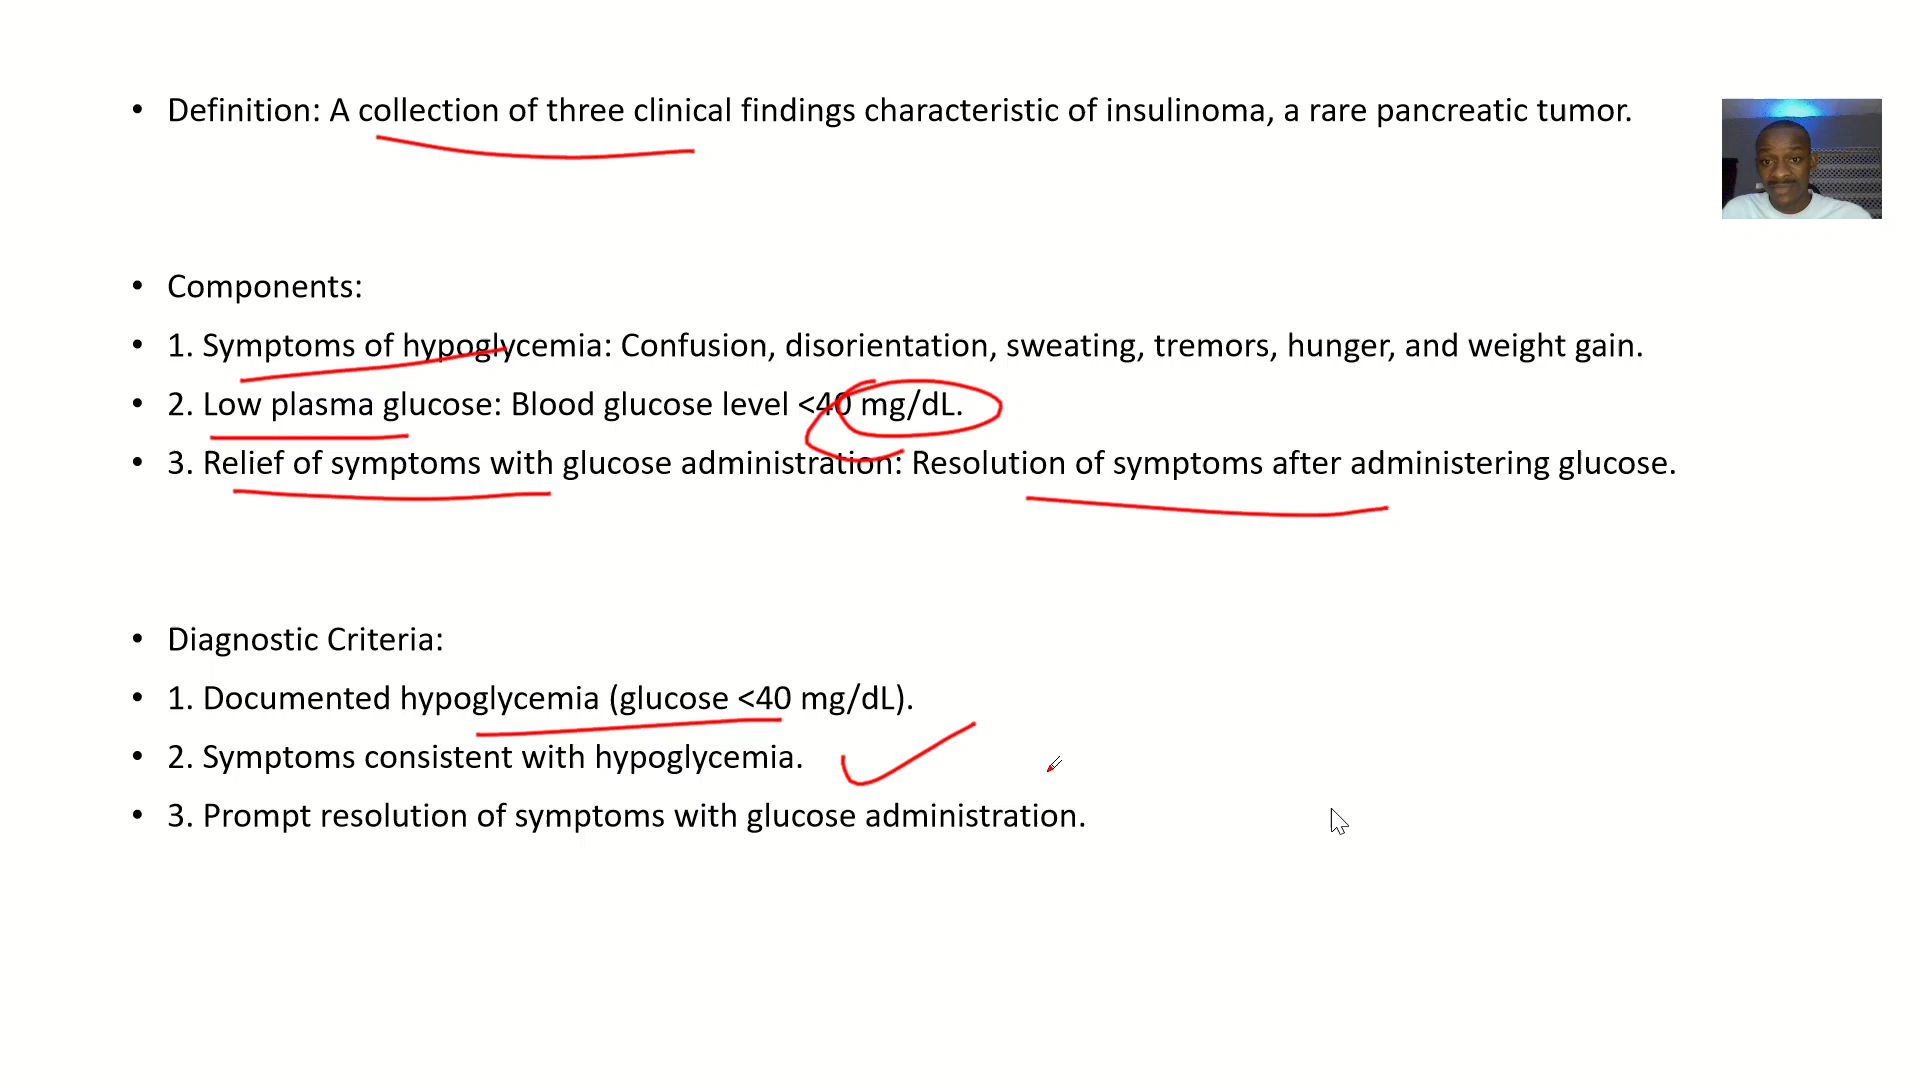 • Definition: A collection of three clinical findings characteristic of insulinoma, a rare pancreatic tumor.
• Components:
• 1. Symptoms of hypoglycemia: Confusion, disorientation, sweating, tremors, hunger, and weight gain.
• 2. Low plasma glucose: Blood glucose level <40 mg/dL.
• 3. Relief of symptoms with glucose administration: Resolution of symptoms after administering glucose.
• Diagnostic Criteria:
• 1. Documented hypoglycemia (glucose <40 mg/dL).
• 2. Symptoms consistent with hypoglycemia.
• 3. Prompt resolution of symptoms with glucose administration.